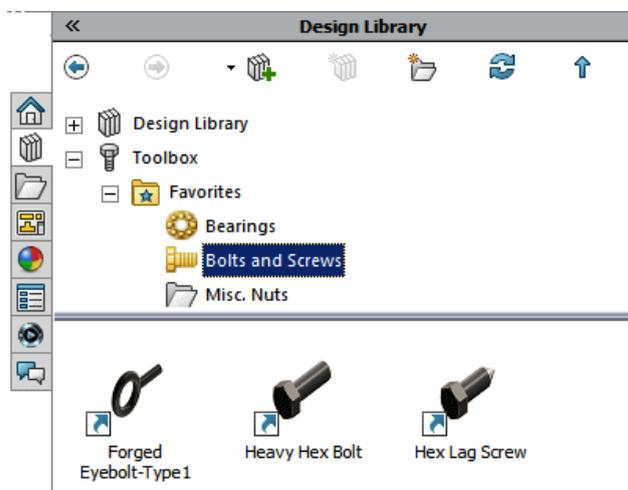 Design Library
Design Library
Toolbox
Favorites
Bearings
Bolts and Screws
Misc. Nuts
Forged
Eyebolt-Type1
Heavy Hex Bolt
Hex Lag Screw